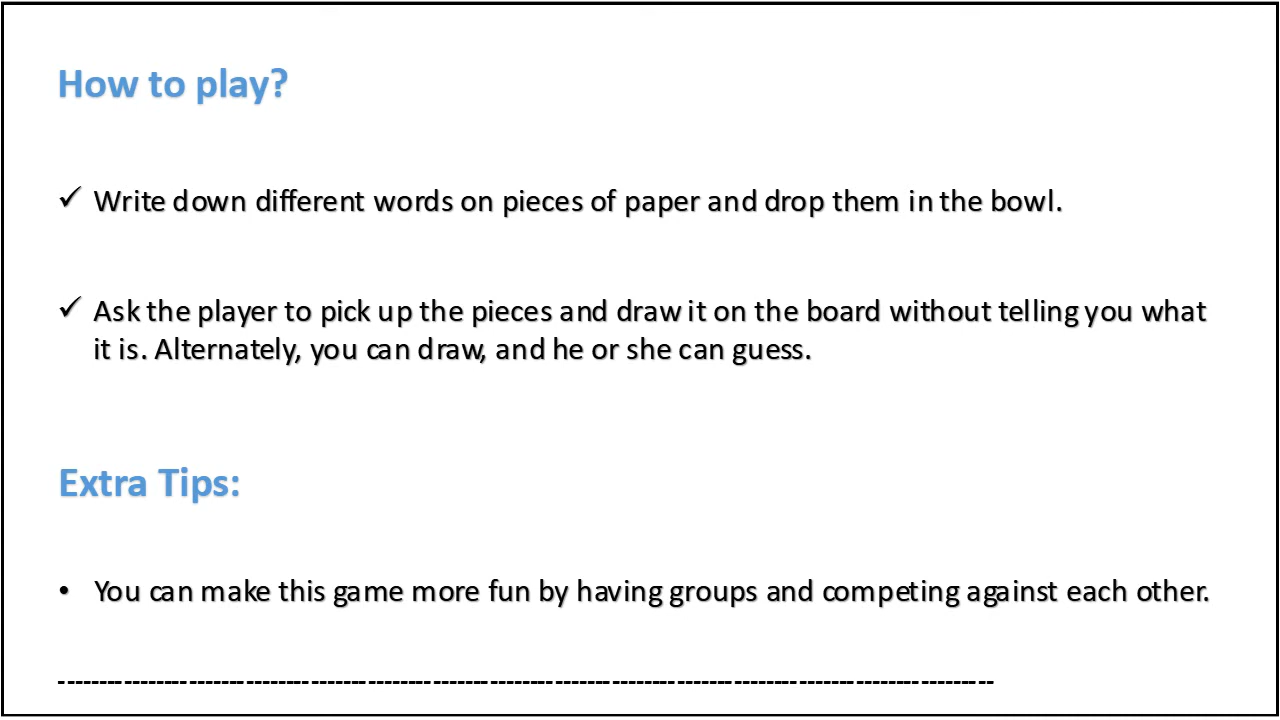 How to play?
✓ Write down different words on pieces of paper and drop them in the bowl.
✓ Ask the player to pick up the pieces and draw it on the board without telling you what
it is. Alternately, you can draw, and he or she can guess.
Extra Tips:
• You can make this game more fun by having groups and competing against each other.
--------------------------------------------------------------------------------------------------------------------